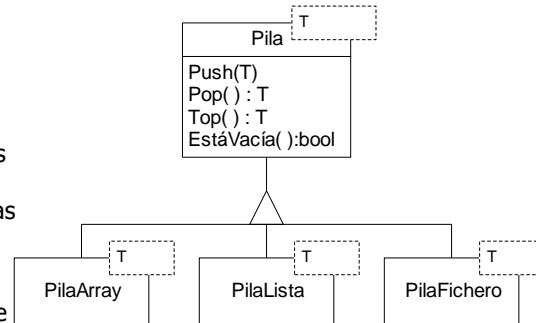 T
Pila
Push(T)
Pop( ) : T
Top( ) : T
EstáVacía( ):bool
T
T
T
PilaArray
PilaLista
PilaFichero